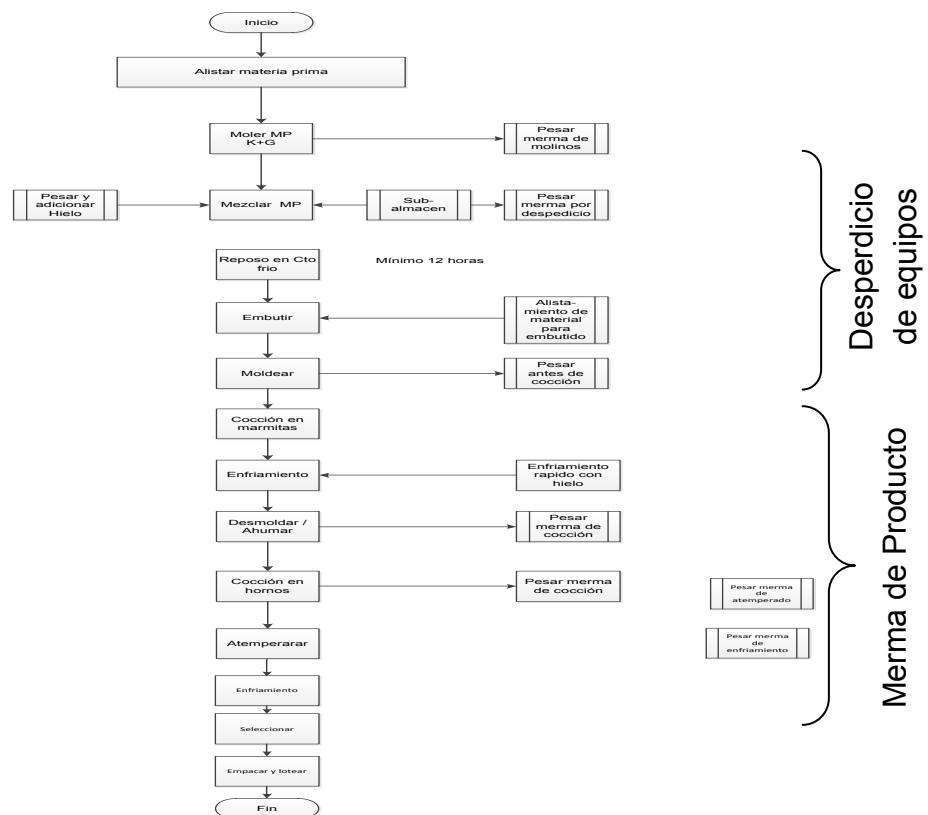 Inicio
Alistar materia prima
Moler MP
K+G
Pesar
merma de
molinos
Pesar y
adicionar
Hielo
Mezclar MP
Sub-
almacen
Pesar
merma por
despedicio
Reposo en Cto
frio
Mínimo 12 horas
Embutir
Alista-
miento de
material
para
embutido
Moldear
Pesar
antes de
cocción
Cocción en
marmitas
Enfriamiento
Enfriamiento
rapido con
hielo
Desmoldar /
Ahumar
Pesar
merma de
cocción
Cocción en
hornos
Pesar merma
de cocción
Pesar merma
de
atemperado
Atemperarar
Pesar merma
de
enfriamiento
Enfriamiento
Seleccionar
Empacar y lotear
Fin
Desperdicio
de equipos
Merma de Producto